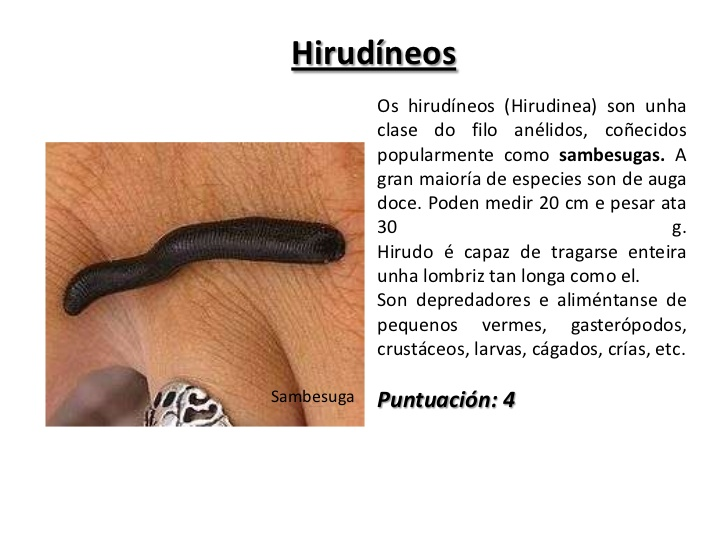 Hirudíneos
Os hirudíneos (Hirudinea) son unha
clase do filo anélidos, coñecidos
popularmente como sambesugas. A
gran maioría de especies son de auga
doce. Poden medir 20 cm e pesar ata
30 g.
Hirudo é capaz de tragarse enteira
unha lombriz tan longa como el.
Son depredadores e aliméntanse de
pequenos vermes, gasterópodos,
crustáceos, larvas, cágados, crías, etc.
Sambesuga
Puntuación: 4